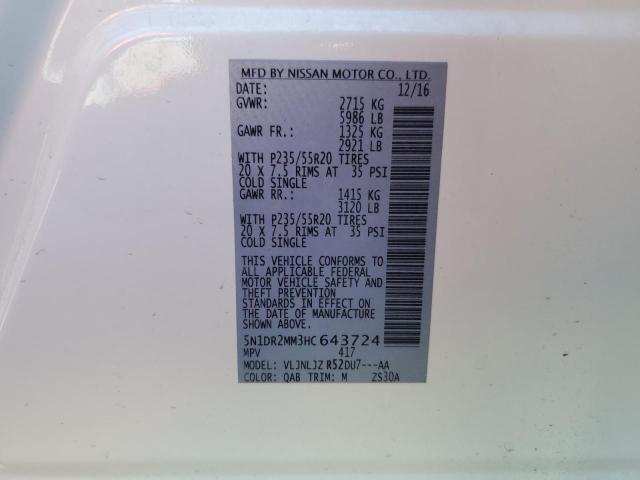 MFD BY NISSAN MOTOR CO., LTD.
DATE: 12/16
GVWR: 2715 KG
5986 LB
GAWR FR.: 1325 KG
2921 LB
WITH P235/55R20 TIRES
20 X 7.5 RIMS AT 35 PSI
COLD SINGLE
GAWR RR.: 1415 KG
3120 LB
WITH P235/55R20 TIRES
20 X 7.5 RIMS AT 35 PSI
COLD SINGLE
THIS VEHICLE CONFORMS TO
ALL APPLICABLE FEDERAL
MOTOR VEHICLE SAFETY AND
THEFT PREVENTION
STANDARDS IN EFFECT ON
THE DATE OF MANUFACTURE
SHOWN ABOVE.
5N1DR2MM3HC643724
MPV 417
MODEL: VLJNLJZ R52DU7---AA
COLOR: QAB TRIM: M ZS30A